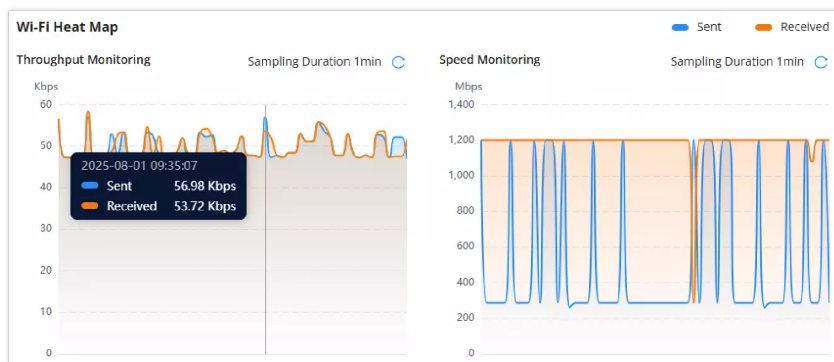 Wi-Fi Heat Map
Sent Received
Throughput Monitoring Sampling Duration 1min
Kbps
60
50
40
30
20
10
0
2025-08-01 09:35:07
Sent 56.98 Kbps
Received 53.72 Kbps
Speed Monitoring Sampling Duration 1min
Mbps
1,400
1,200
1,000
800
600
400
200
0